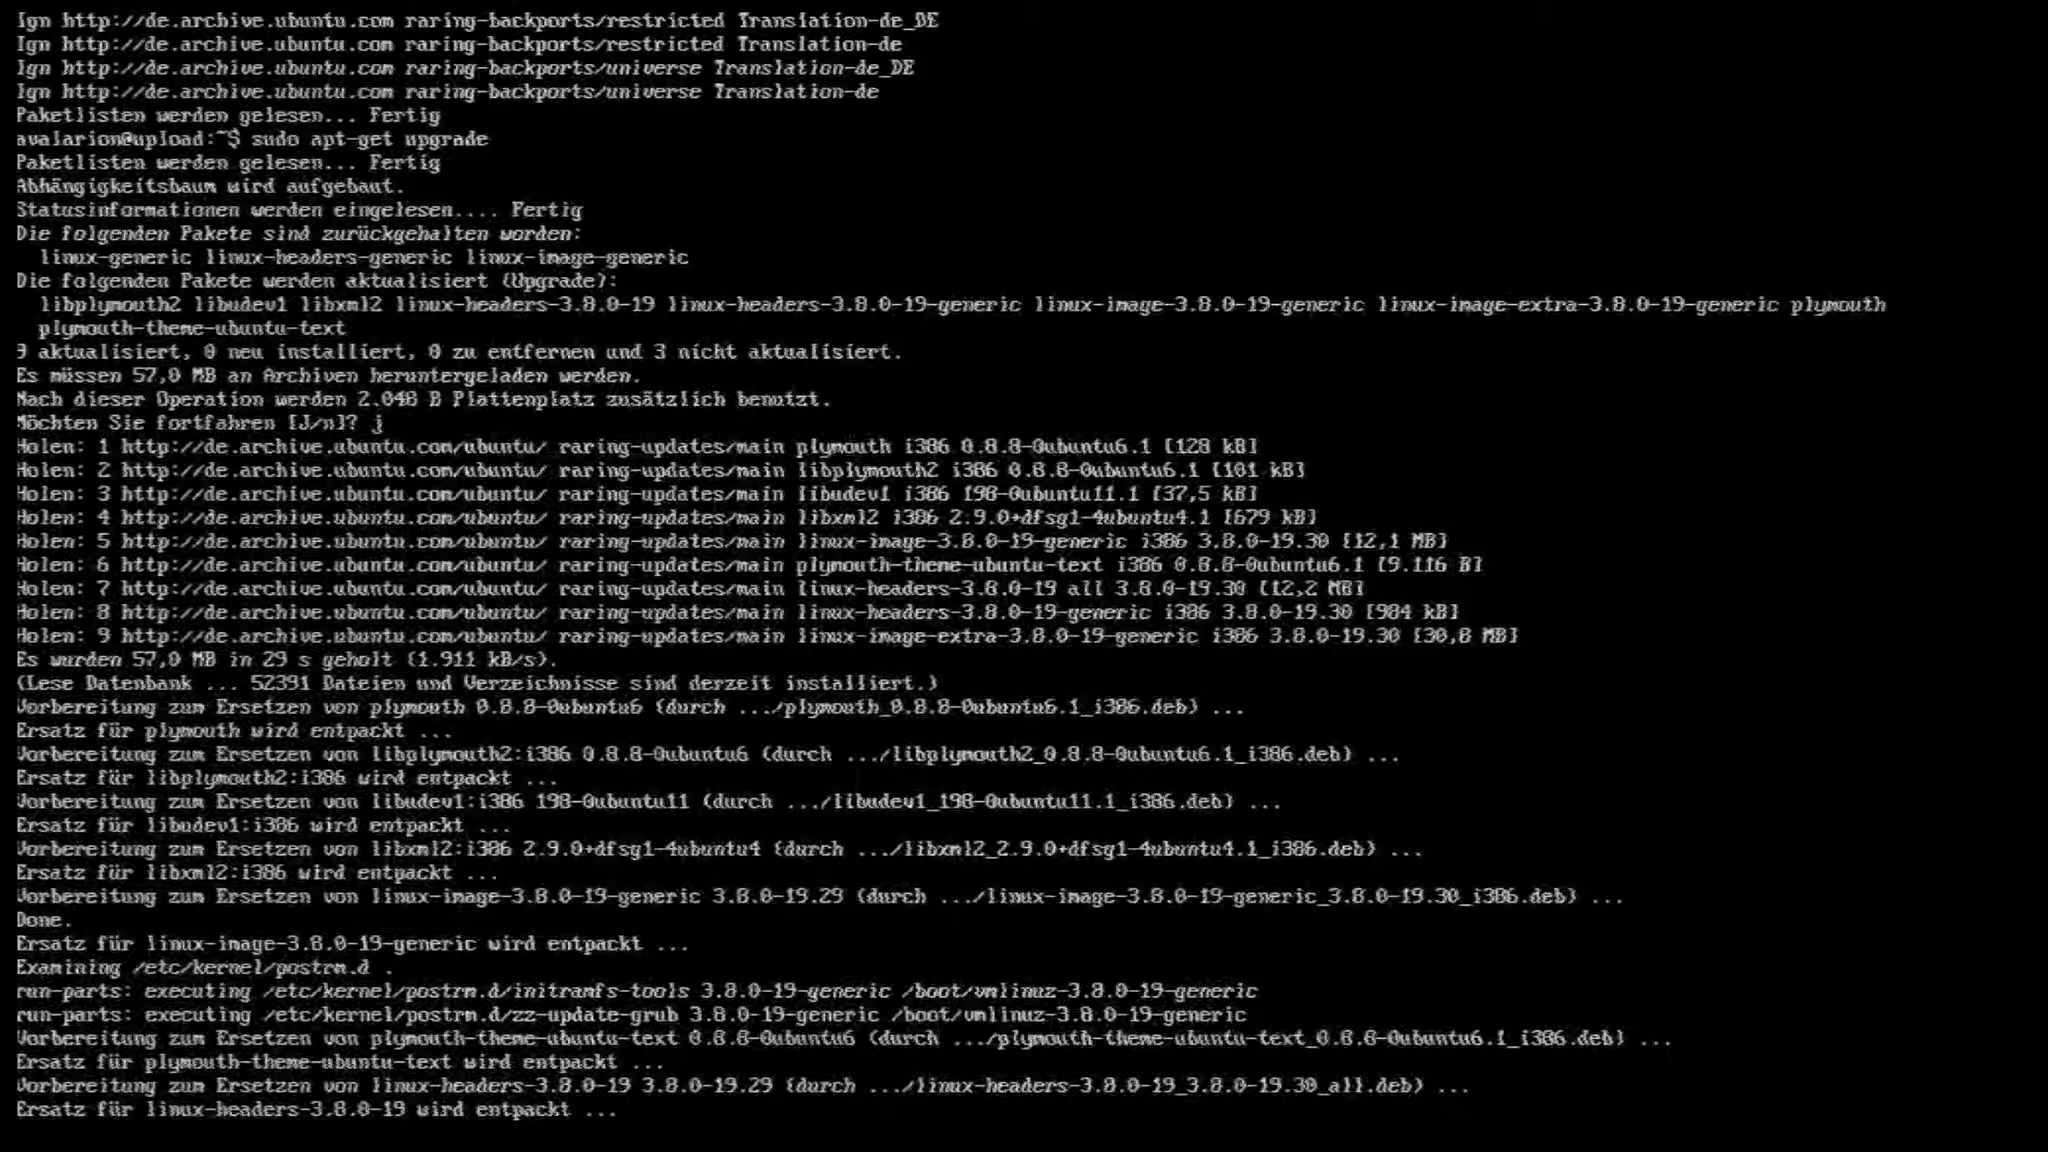 Ign http://de.archive.ubuntu.com raring-backports/restricted Translation-de_DE
Ign http://de.archive.ubuntu.com raring-backports/restricted Translation-de
Ign http://de.archive.ubuntu.com raring-backports/universe Translation-de_DE
Ign http://de.archive.ubuntu.com raring-backports/universe Translation-de
Paketlisten werden gelesen... Fertig
avalarion@upload:~$ sudo apt-get upgrade
Paketlisten werden gelesen... Fertig
Abhängigkeitsbaum wird aufgebaut.
Statusinformationen werden eingelesen.... Fertig
Die folgenden Pakete sind zurückgehalten worden:
  linux-generic linux-headers-generic linux-image-generic
Die folgenden Pakete werden aktualisiert (Upgrade):
  libplymouth2 libudev1 libxml2 linux-headers-3.8.0-19 linux-headers-3.8.0-19-generic linux-image-3.8.0-19-generic linux-image-extra-3.8.0-19-generic plymouth
  plymouth-theme-ubuntu-text
9 aktualisiert, 0 neu installiert, 0 zu entfernen und 3 nicht aktualisiert.
Es müssen 57,0 MB an Archiven heruntergeladen werden.
Nach dieser Operation werden 2.048 B Plattenplatz zusätzlich benutzt.
Möchten Sie fortfahren [J/n]? j
Holen: 1 http://de.archive.ubuntu.com/ubuntu/ raring-updates/main plymouth i386 0.8.8-0ubuntu6.1 [128 kB]
Holen: 2 http://de.archive.ubuntu.com/ubuntu/ raring-updates/main libplymouth2 i386 0.8.8-0ubuntu6.1 [101 kB]
Holen: 3 http://de.archive.ubuntu.com/ubuntu/ raring-updates/main libudev1 i386 198-0ubuntu11.1 [37,5 kB]
Holen: 4 http://de.archive.ubuntu.com/ubuntu/ raring-updates/main libxml2 i386 2.9.0+dfsg1-4ubuntu4.1 [679 kB]
Holen: 5 http://de.archive.ubuntu.com/ubuntu/ raring-updates/main linux-image-3.8.0-19-generic i386 3.8.0-19.30 [12,1 MB]
Holen: 6 http://de.archive.ubuntu.com/ubuntu/ raring-updates/main plymouth-theme-ubuntu-text i386 0.8.8-0ubuntu6.1 [9.116 B]
Holen: 7 http://de.archive.ubuntu.com/ubuntu/ raring-updates/main linux-headers-3.8.0-19 all 3.8.0-19.30 [12,2 MB]
Holen: 8 http://de.archive.ubuntu.com/ubuntu/ raring-updates/main linux-headers-3.8.0-19-generic i386 3.8.0-19.30 [984 kB]
Holen: 9 http://de.archive.ubuntu.com/ubuntu/ raring-updates/main linux-image-extra-3.8.0-19-generic i386 3.8.0-19.30 [30,8 MB]
Es wurden 57,0 MB in 29 s geholt (1.911 kB/s).
(Lese Datenbank ... 52391 Dateien und Verzeichnisse sind derzeit installiert.)
Vorbereitung zum Ersetzen von plymouth 0.8.8-0ubuntu6 (durch .../plymouth_0.8.8-0ubuntu6.1_i386.deb) ...
Ersatz für plymouth wird entpackt ...
Vorbereitung zum Ersetzen von libplymouth2:i386 0.8.8-0ubuntu6 (durch .../libplymouth2_0.8.8-0ubuntu6.1_i386.deb) ...
Ersatz für libplymouth2:i386 wird entpackt ...
Vorbereitung zum Ersetzen von libudev1:i386 198-0ubuntu11 (durch .../libudev1_198-0ubuntu11.1_i386.deb) ...
Ersatz für libudev1:i386 wird entpackt ...
Vorbereitung zum Ersetzen von libxml2:i386 2.9.0+dfsg1-4ubuntu4 (durch .../libxml2_2.9.0+dfsg1-4ubuntu4.1_i386.deb) ...
Ersatz für libxml2:i386 wird entpackt ...
Vorbereitung zum Ersetzen von linux-image-3.8.0-19-generic 3.8.0-19.29 (durch .../linux-image-3.8.0-19-generic_3.8.0-19.30_i386.deb) ...
Done.
Ersatz für linux-image-3.8.0-19-generic wird entpackt ...
Examining /etc/kernel/postrm.d .
run-parts: executing /etc/kernel/postrm.d/initramfs-tools 3.8.0-19-generic /boot/vmlinuz-3.8.0-19-generic
run-parts: executing /etc/kernel/postrm.d/zz-update-grub 3.8.0-19-generic /boot/vmlinuz-3.8.0-19-generic
Vorbereitung zum Ersetzen von plymouth-theme-ubuntu-text 0.8.8-0ubuntu6 (durch .../plymouth-theme-ubuntu-text_0.8.8-0ubuntu6.1_i386.deb) ...
Ersatz für plymouth-theme-ubuntu-text wird entpackt ...
Vorbereitung zum Ersetzen von linux-headers-3.8.0-19 3.8.0-19.29 (durch .../linux-headers-3.8.0-19_3.8.0-19.30_all.deb) ...
Ersatz für linux-headers-3.8.0-19 wird entpackt ...